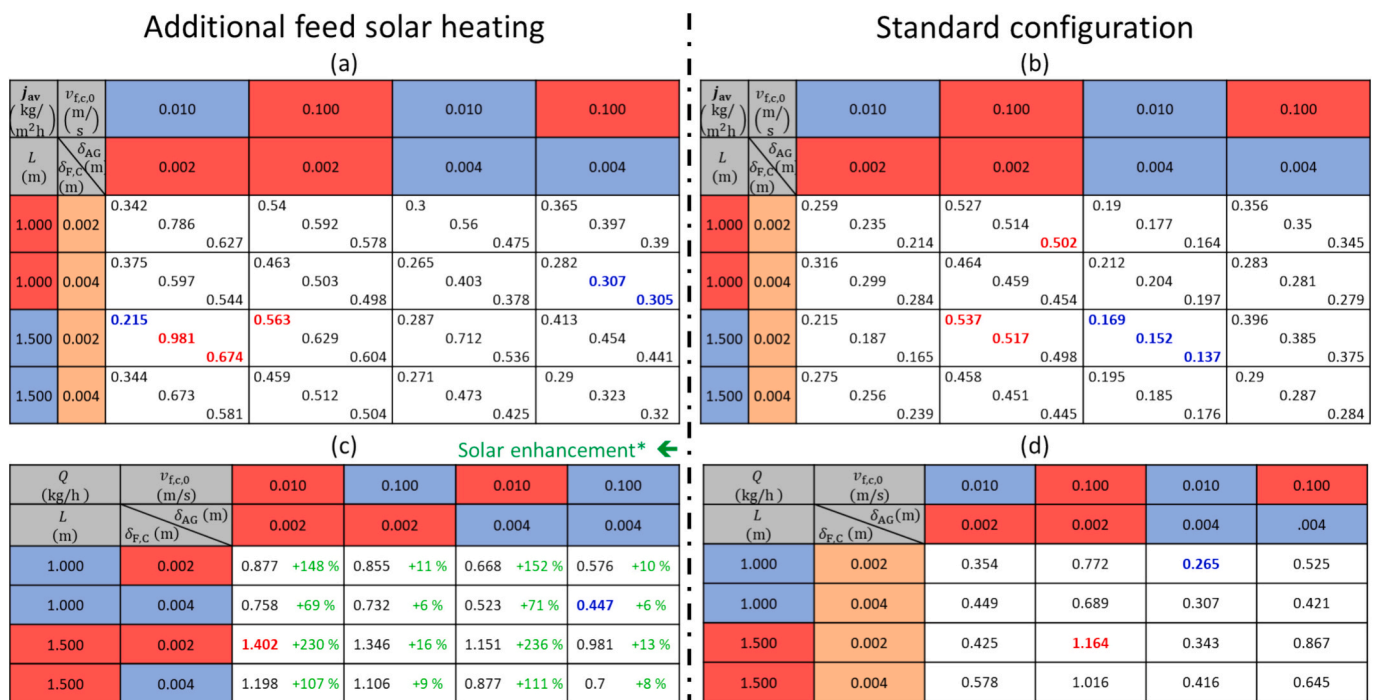 Additional feed solar heating
Standard configuration
(a)
(b)
j_av (kg/m²h) v_f,c,0 (m/s) 0.010 0.100 0.010 0.100
L (m) δ_AG (m) δ_F,C (m) 0.002 0.002 0.004 0.004
1.000 0.002 0.342 0.786 0.627 0.54 0.592 0.578 0.3 0.56 0.475 0.365 0.397 0.39
1.000 0.004 0.375 0.597 0.544 0.463 0.503 0.498 0.265 0.403 0.378 0.282 0.307 0.305
1.500 0.002 0.215 0.981 0.674 0.563 0.629 0.604 0.287 0.712 0.536 0.413 0.454 0.441
1.500 0.004 0.344 0.673 0.581 0.459 0.512 0.504 0.271 0.473 0.425 0.29 0.323 0.32
j_av (kg/m²h) v_f,c,0 (m/s) 0.010 0.100 0.010 0.100
L (m) δ_AG (m) δ_F,C (m) 0.002 0.002 0.004 0.004
1.000 0.002 0.259 0.235 0.214 0.527 0.514 0.502 0.19 0.177 0.164 0.356 0.35 0.345
1.000 0.004 0.316 0.299 0.284 0.464 0.459 0.454 0.212 0.204 0.197 0.283 0.281 0.279
1.500 0.002 0.215 0.187 0.165 0.537 0.517 0.498 0.169 0.152 0.137 0.396 0.385 0.375
1.500 0.004 0.275 0.256 0.239 0.458 0.451 0.445 0.195 0.185 0.176 0.29 0.287 0.284
(c)
Solar enhancement* ←
(d)
Q (kg/h ) v_f,c,0 (m/s) 0.010 0.100 0.010 0.100
L (m) δ_AG (m) δ_F,C (m) 0.002 0.002 0.004 0.004
1.000 0.002 0.877 +148 % 0.855 +11 % 0.668 +152 % 0.576 +10 %
1.000 0.004 0.758 +69 % 0.732 +6 % 0.523 +71 % 0.447 +6 %
1.500 0.002 1.402 +230 % 1.346 +16 % 1.151 +236 % 0.981 +13 %
1.500 0.004 1.198 +107 % 1.106 +9 % 0.877 +111 % 0.7 +8 %
Q (kg/h) v_f,c,0 (m/s) 0.010 0.100 0.010 0.100
L (m) δ_AG(m) δ_F,C (m) 0.002 0.002 0.004 .004
1.000 0.002 0.354 0.772 0.265 0.525
1.000 0.004 0.449 0.689 0.307 0.421
1.500 0.002 0.425 1.164 0.343 0.867
1.500 0.004 0.578 1.016 0.416 0.645